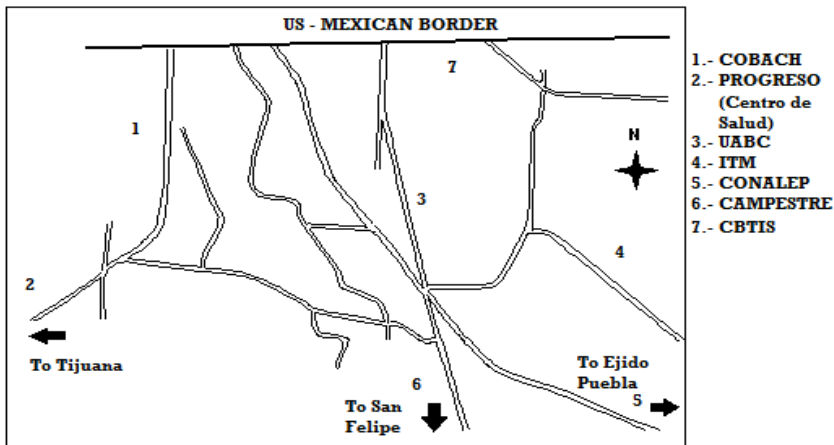 US - MEXICAN BORDER
7
1
N
3
4
2
To Tijuana
6
To San
Felipe
To Ejido
Puebla
5
1.- COBACH
2.- PROGRESO
(Centro de
Salud)
3.- UABC
4.- ITM
5.- CONALEP
6.- CAMPESTRE
7.- CBTIS